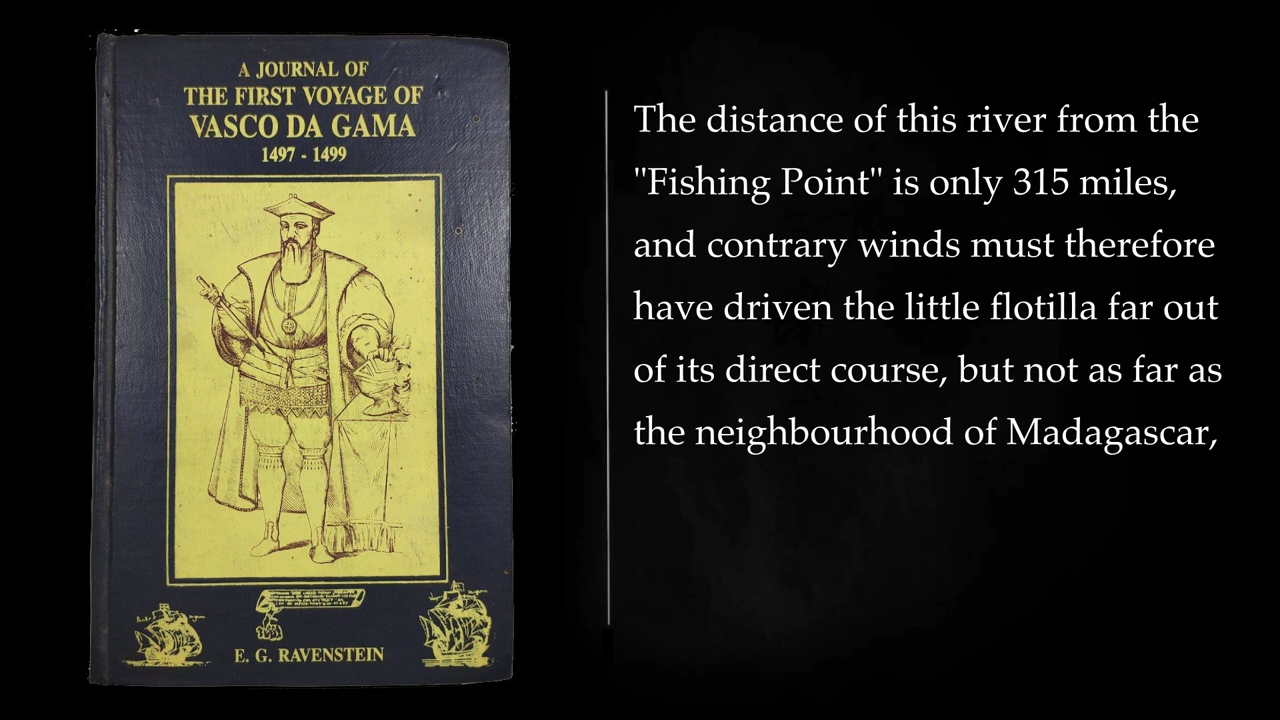 A JOURNAL OF
THE FIRST VOYAGE OF
VASCO DA GAMA
1497 - 1499
E. G. RAVENSTEIN
The distance of this river from the
"Fishing Point" is only 315 miles,
and contrary winds must therefore
have driven the little flotilla far out
of its direct course, but not as far as
the neighbourhood of Madagascar,